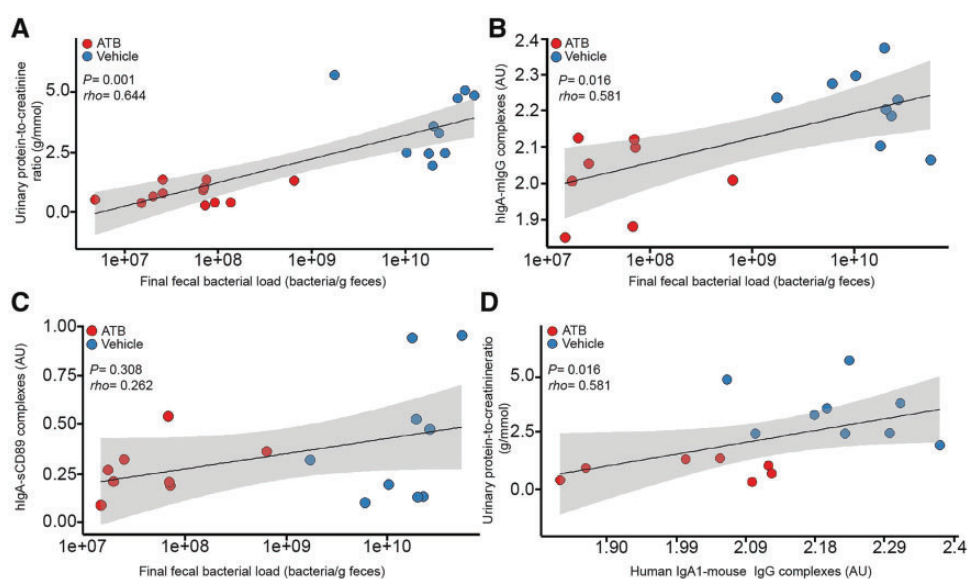 A
ATB
Vehicle
P= 0.001
rho= 0.644
Urinary protein-to-creatinine
ratio (g/mmol)
5.0
2.5
0.0
1e+07 1e+08 1e+09 1e+10
Final fecal bacterial load (bacteria/g feces)
B
ATB
Vehicle
P= 0.016
rho= 0.581
hIgA-mIgG complexes (AU)
2.4
2.3
2.2
2.1
2.0
1.9
1e+07 1e+08 1e+09 1e+10
Final fecal bacterial load (bacteria/g feces)
C
ATB
Vehicle
P= 0.308
rho= 0.262
hIgA-sCD89 complexes (AU)
1.00
0.75
0.50
0.25
0.00
1e+07 1e+08 1e+09 1e+10
Final fecal bacterial load (bacteria/g feces)
D
ATB
Vehicle
P= 0.016
rho= 0.581
Urinary protein-to-creatinineratio
(g/mmol)
5.0
2.5
0.0
1.90 1.99 2.09 2.18 2.29 2.4
Human IgA1-mouse IgG complexes (AU)